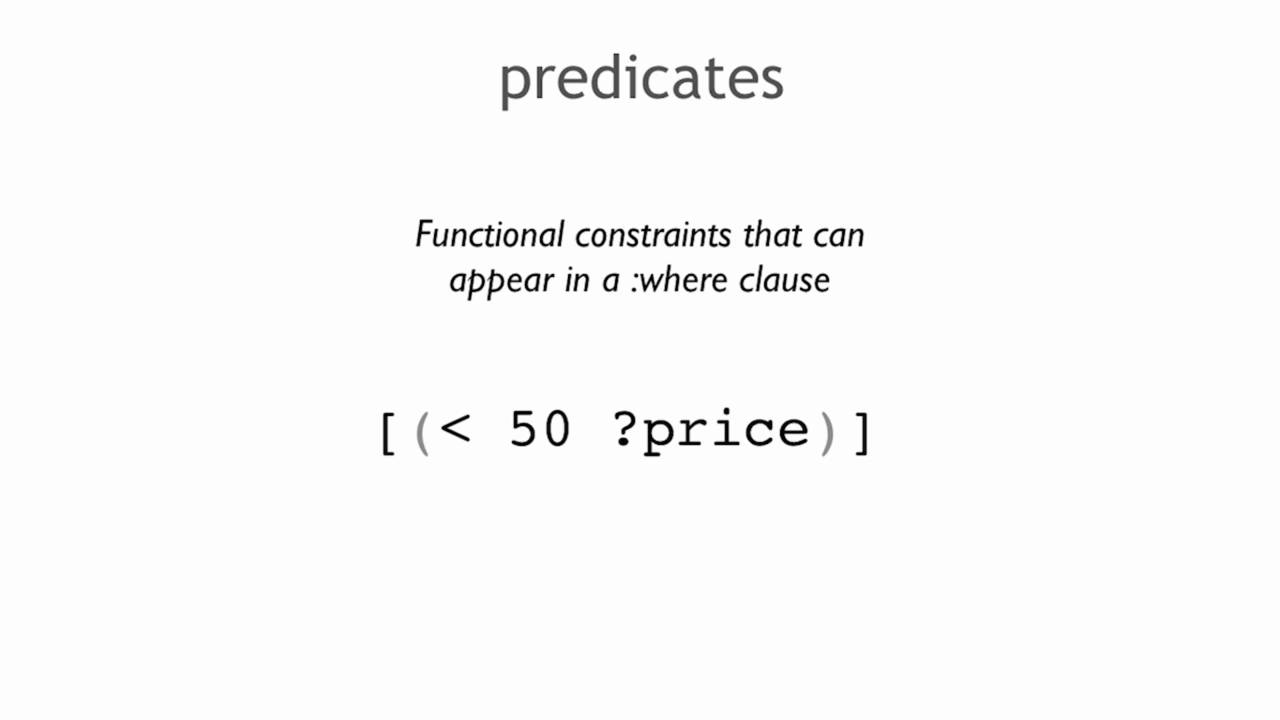 predicates
Functional constraints that can
appear in a :where clause
[(< 50 ?price)]